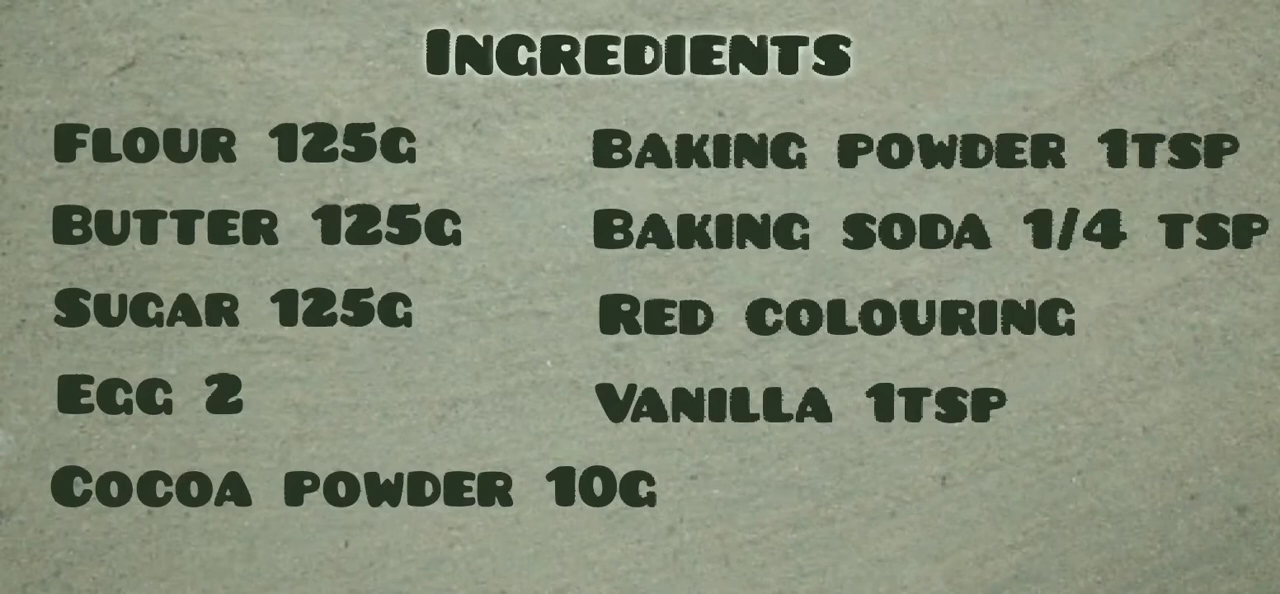 Ingredients
Flour 125g
Butter 125g
Sugar 125g
Egg 2
Cocoa powder 10g
Baking powder 1tsp
Baking soda 1/4 tsp
Red colouring
Vanilla 1tsp